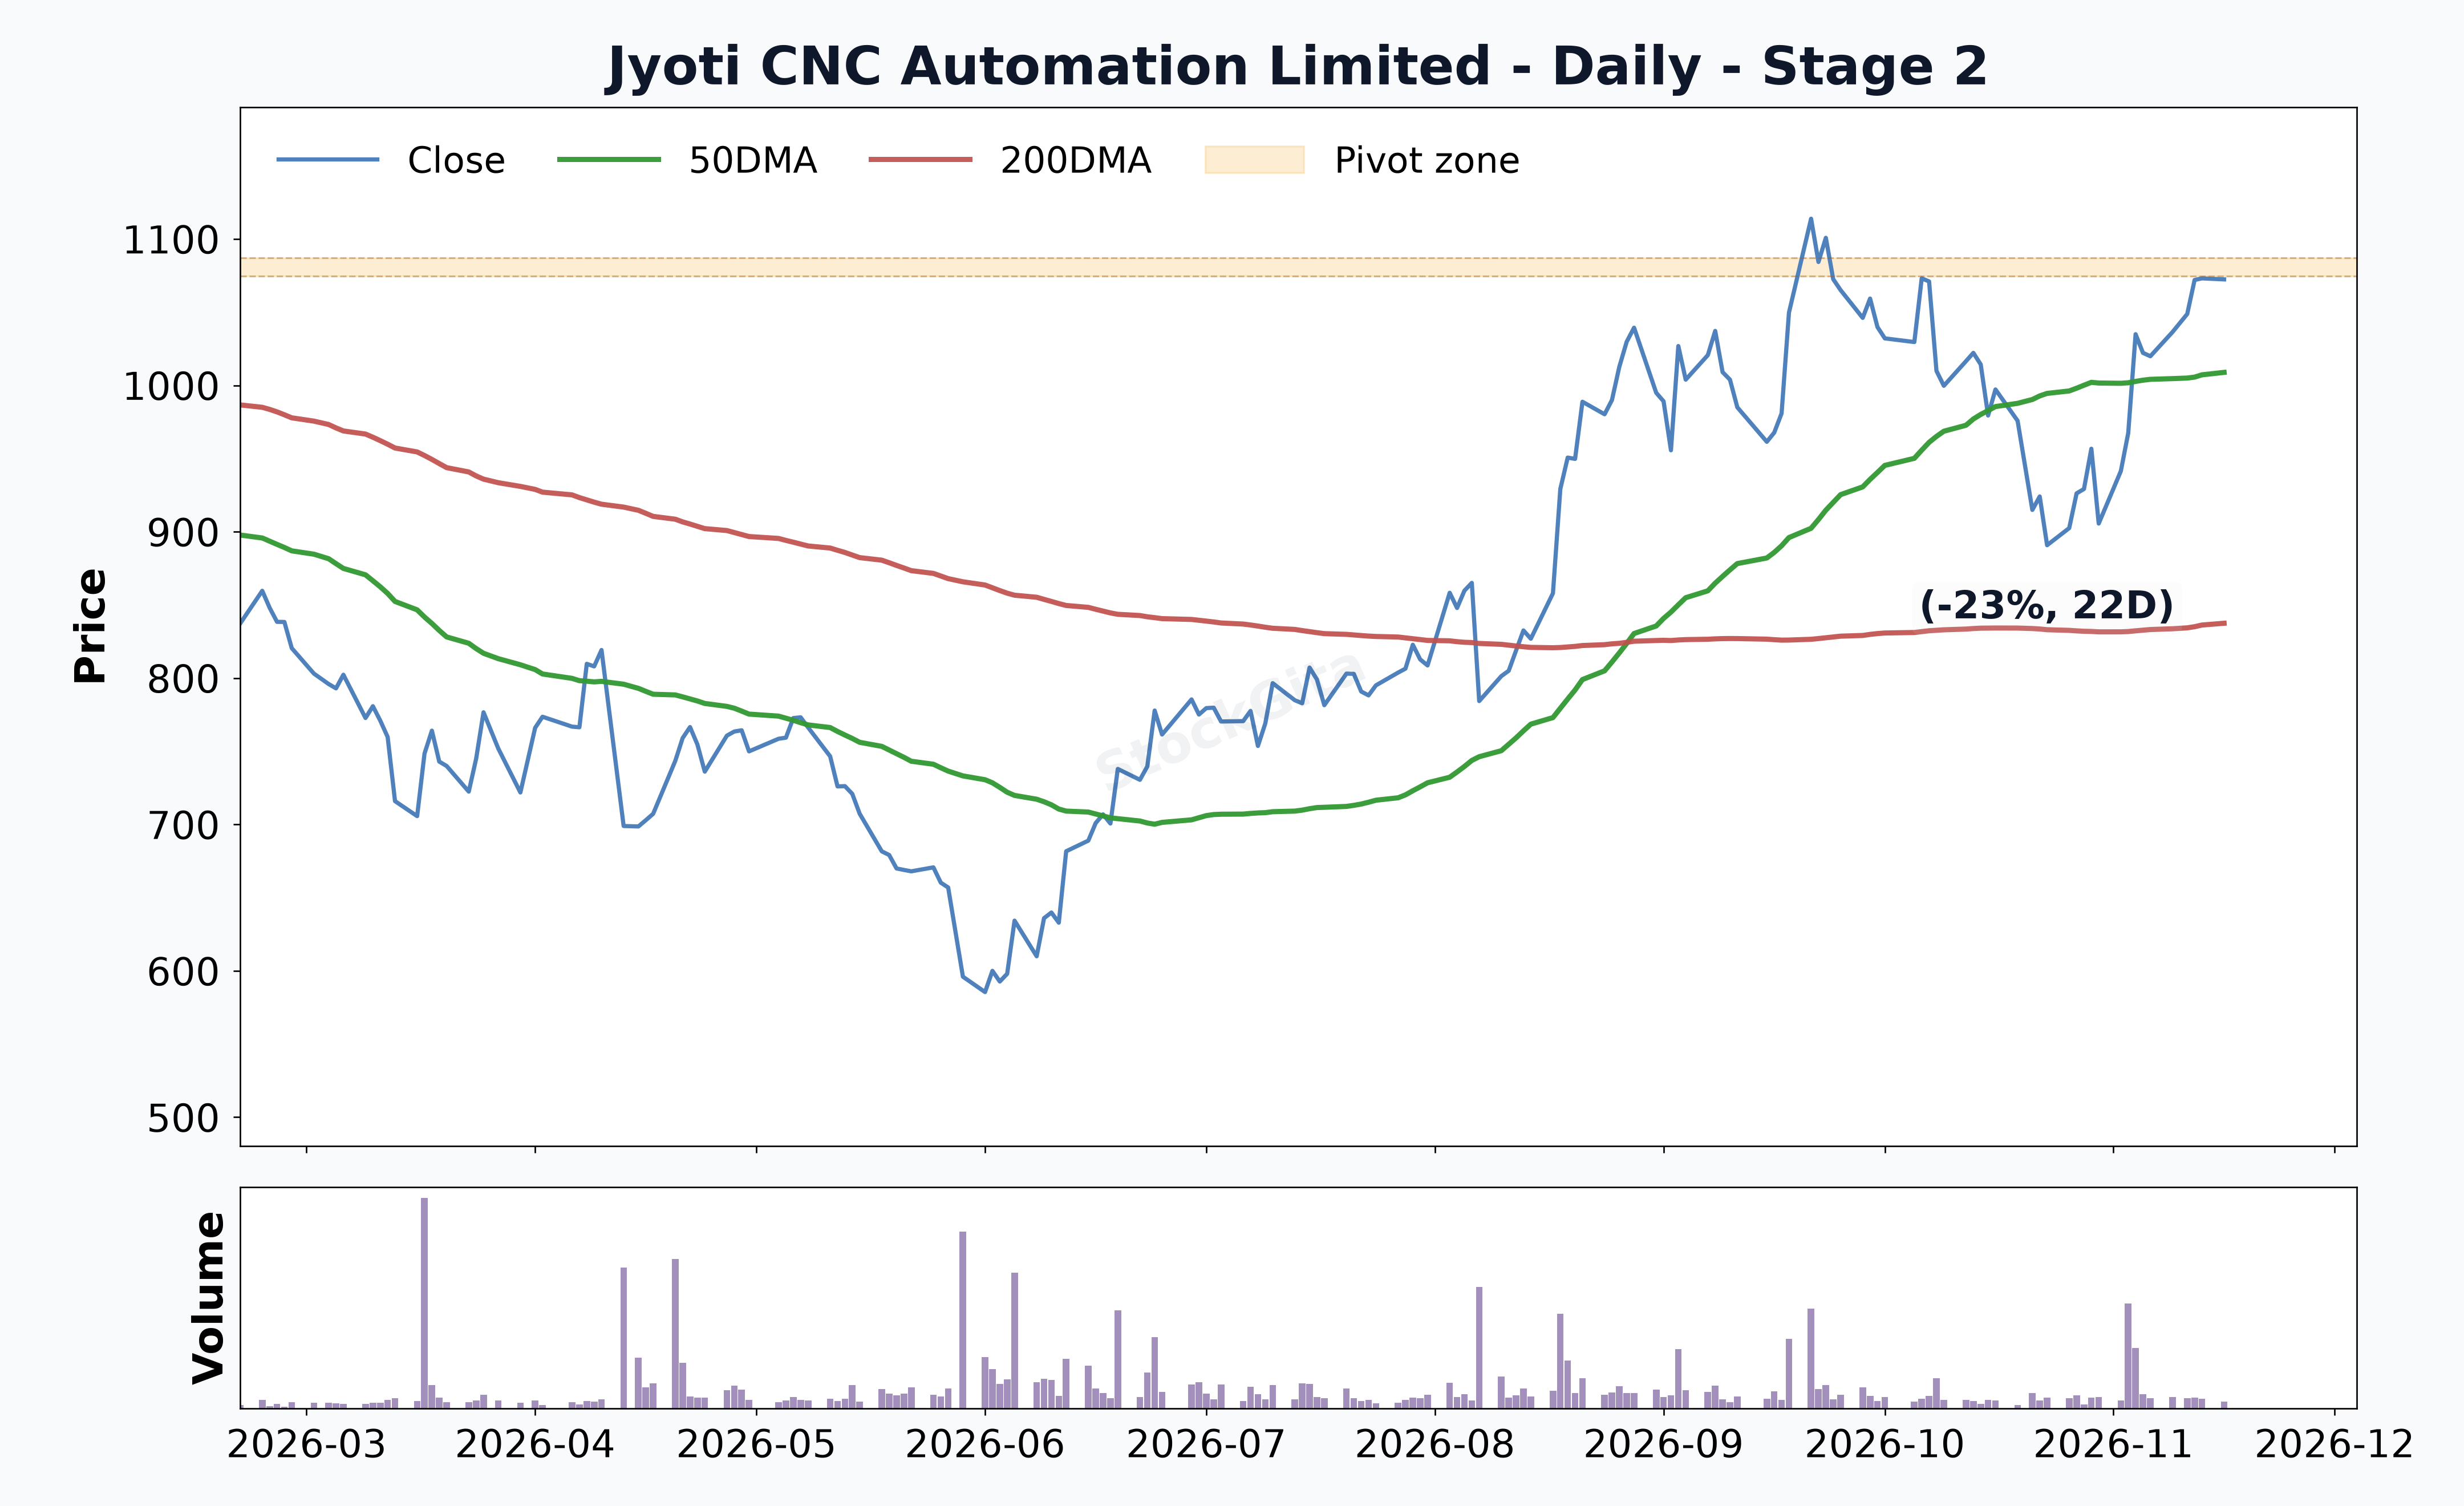 Jyoti CNC Automation Limited - Daily - Stage 2
Close 50DMA 200DMA Pivot zone
Price
1100
1000
900
800
700
600
500
(-23%, 22D)
StockGira
Volume
2026-03 2026-04 2026-05 2026-06 2026-07 2026-08 2026-09 2026-10 2026-11 2026-12